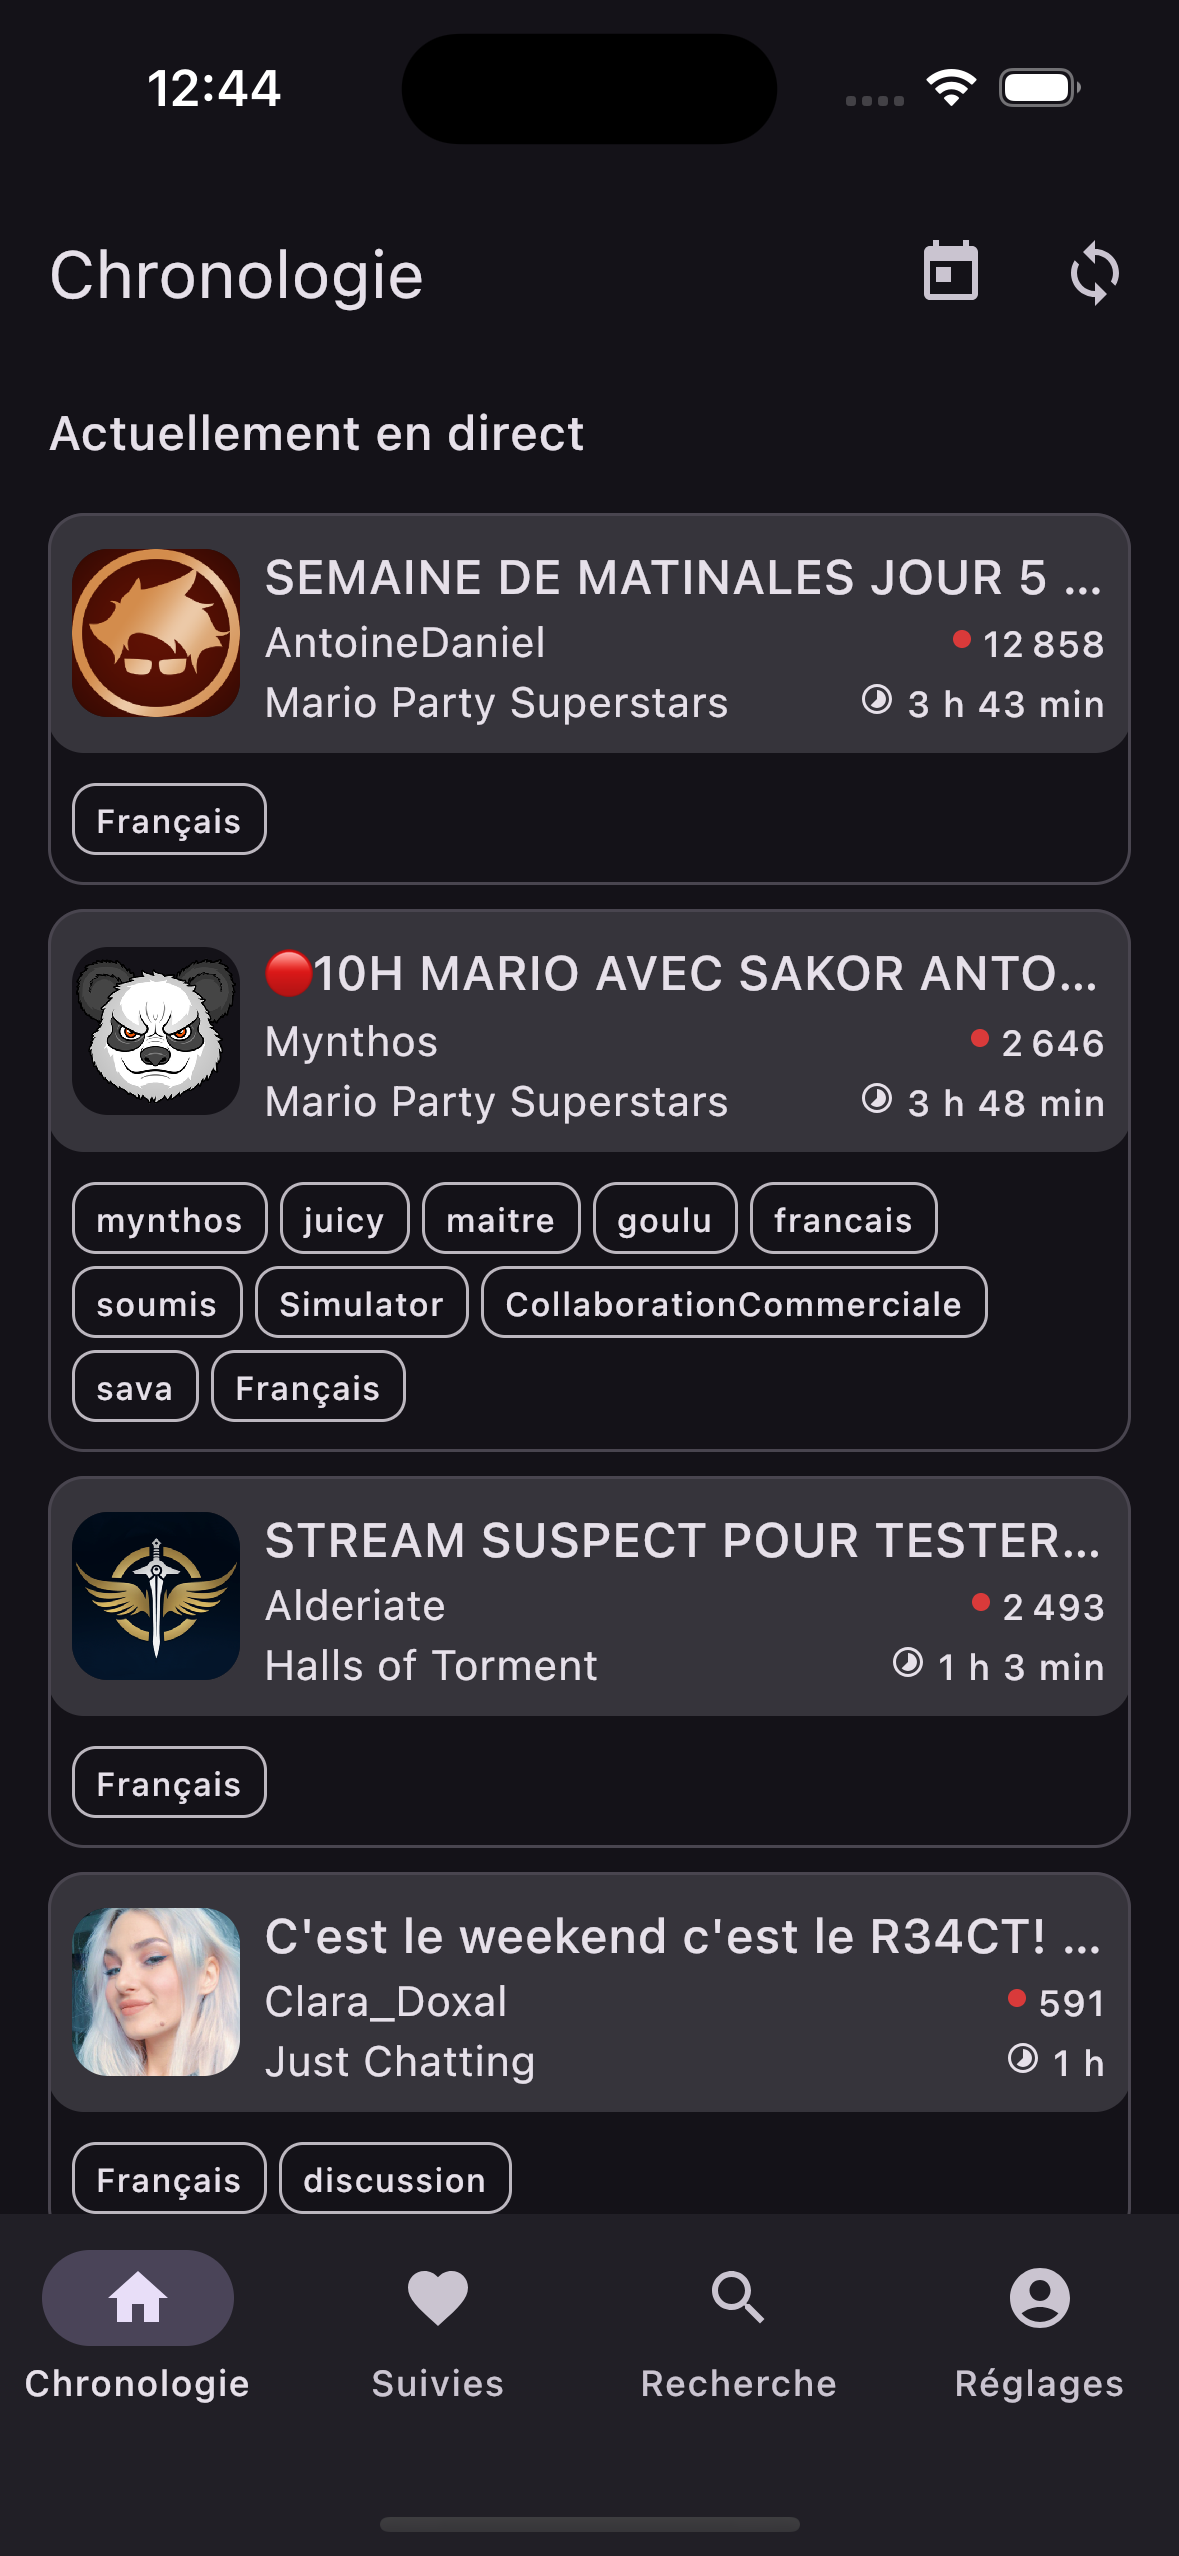 12:44
Chronologie
Actuellement en direct
SEMAINE DE MATINALES JOUR 5 ...
AntoineDaniel
12 858
Mario Party Superstars
3 h 43 min
Français
🔴10H MARIO AVEC SAKOR ANTO...
Mynthos
2 646
Mario Party Superstars
3 h 48 min
mynthos juicy maitre goulu francais
soumis Simulator CollaborationCommerciale
sava Français
STREAM SUSPECT POUR TESTER...
Alderiate
2 493
Halls of Torment
1 h 3 min
Français
C'est le weekend c'est le R34CT! ...
Clara_Doxal
591
Just Chatting
1 h
Français discussion
Chronologie Suivies Recherche Réglages